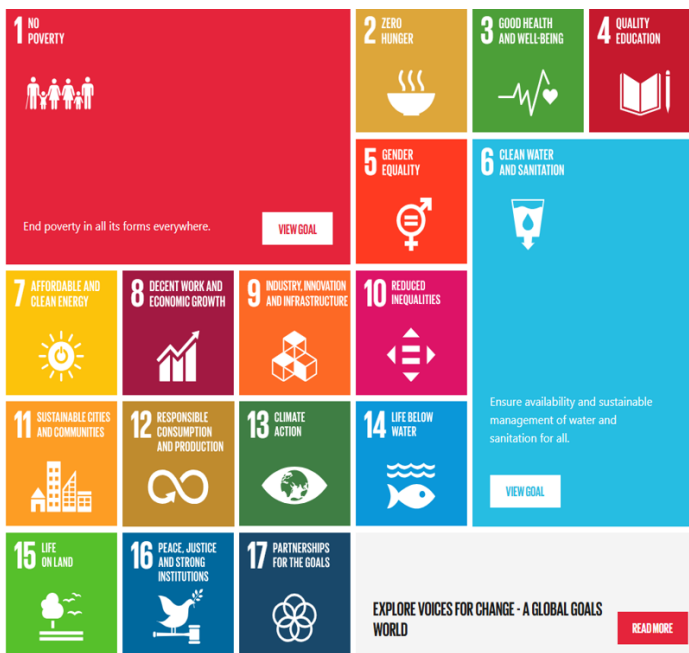 1 NO
POVERTY
End poverty in all its forms everywhere.
VIEW GOAL
2 ZERO
HUNGER
3 GOOD HEALTH
AND WELL-BEING
4 QUALITY
EDUCATION
5 GENDER
EQUALITY
6 CLEAN WATER
AND SANITATION
Ensure availability and sustainable
management of water and
sanitation for all.
VIEW GOAL
7 AFFORDABLE AND
CLEAN ENERGY
8 DECENT WORK AND
ECONOMIC GROWTH
9 INDUSTRY, INNOVATION
AND INFRASTRUCTURE
10 REDUCED
INEQUALITIES
11 SUSTAINABLE CITIES
AND COMMUNITIES
12 RESPONSIBLE
CONSUMPTION
AND PRODUCTION
13 CLIMATE
ACTION
14 LIFE BELOW
WATER
15 LIFE
ON LAND
16 PEACE, JUSTICE
AND STRONG
INSTITUTIONS
17 PARTNERSHIPS
FOR THE GOALS
EXPLORE VOICES FOR CHANGE - A GLOBAL GOALS
WORLD
READ MORE